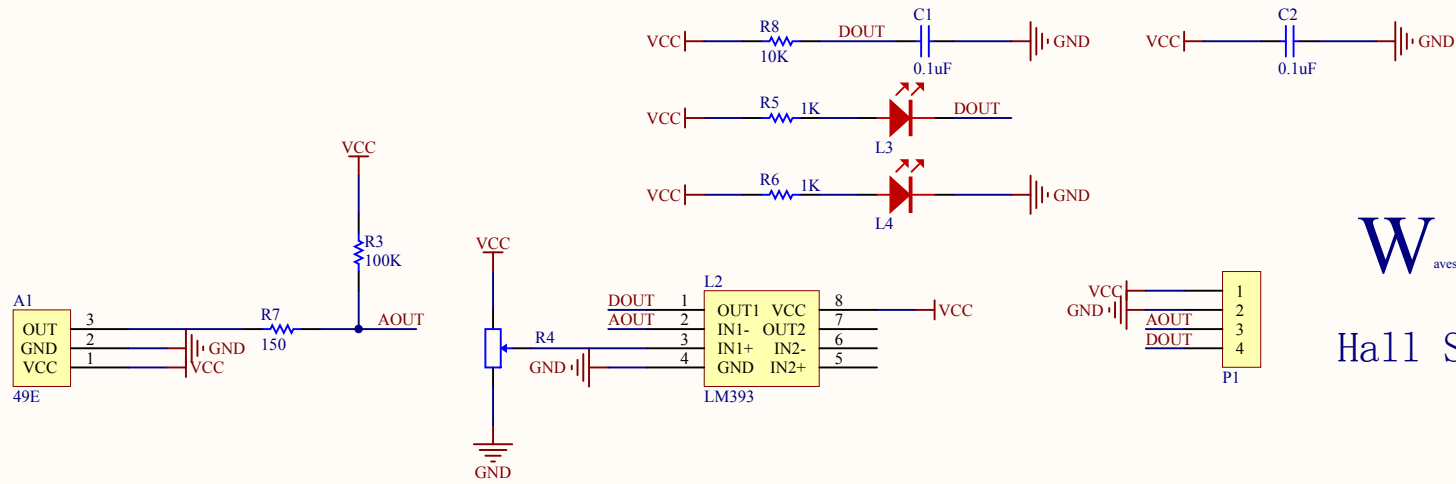 VCC R8 10K DOUT C1 0.1uF GND
VCC C2 0.1uF GND
VCC R5 1K L3 DOUT
VCC R6 1K L4 GND
VCC
R3
100K
A1
OUT 3
GND 2
VCC 1
49E
R7
150
AOUT
GND
VCC
VCC
R4
GND
L2
DOUT 1 OUT1 VCC 8 VCC
AOUT 2 IN1- OUT2 7
3 IN1+ IN2- 6
GND 4 GND IN2+ 5
LM393
VCC 1
GND 2
AOUT 3
DOUT 4
P1
Waves
Hall S